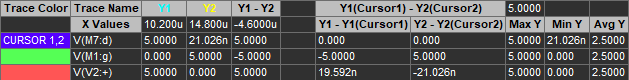 Trace Color Trace Name Y1 Y2 Y1 - Y2 Y1(Cursor1) - Y2(Cursor2) 5.0000
X Values 10.200u 14.800u -4.6000u Y1 - Y1(Cursor1) Y2 - Y2(Cursor2) Max Y Min Y Avg Y
CURSOR 1,2 V(M7:d) 5.0000 21.026n 5.0000 0.000 0.000 5.0000 21.026n 2.5000
V(M1:g) 0.000 5.0000 -5.0000 -5.0000 5.0000 5.0000 0.000 2.5000
V(V2:+) 5.0000 0.000 5.0000 19.592n -21.026n 5.0000 0.000 2.5000